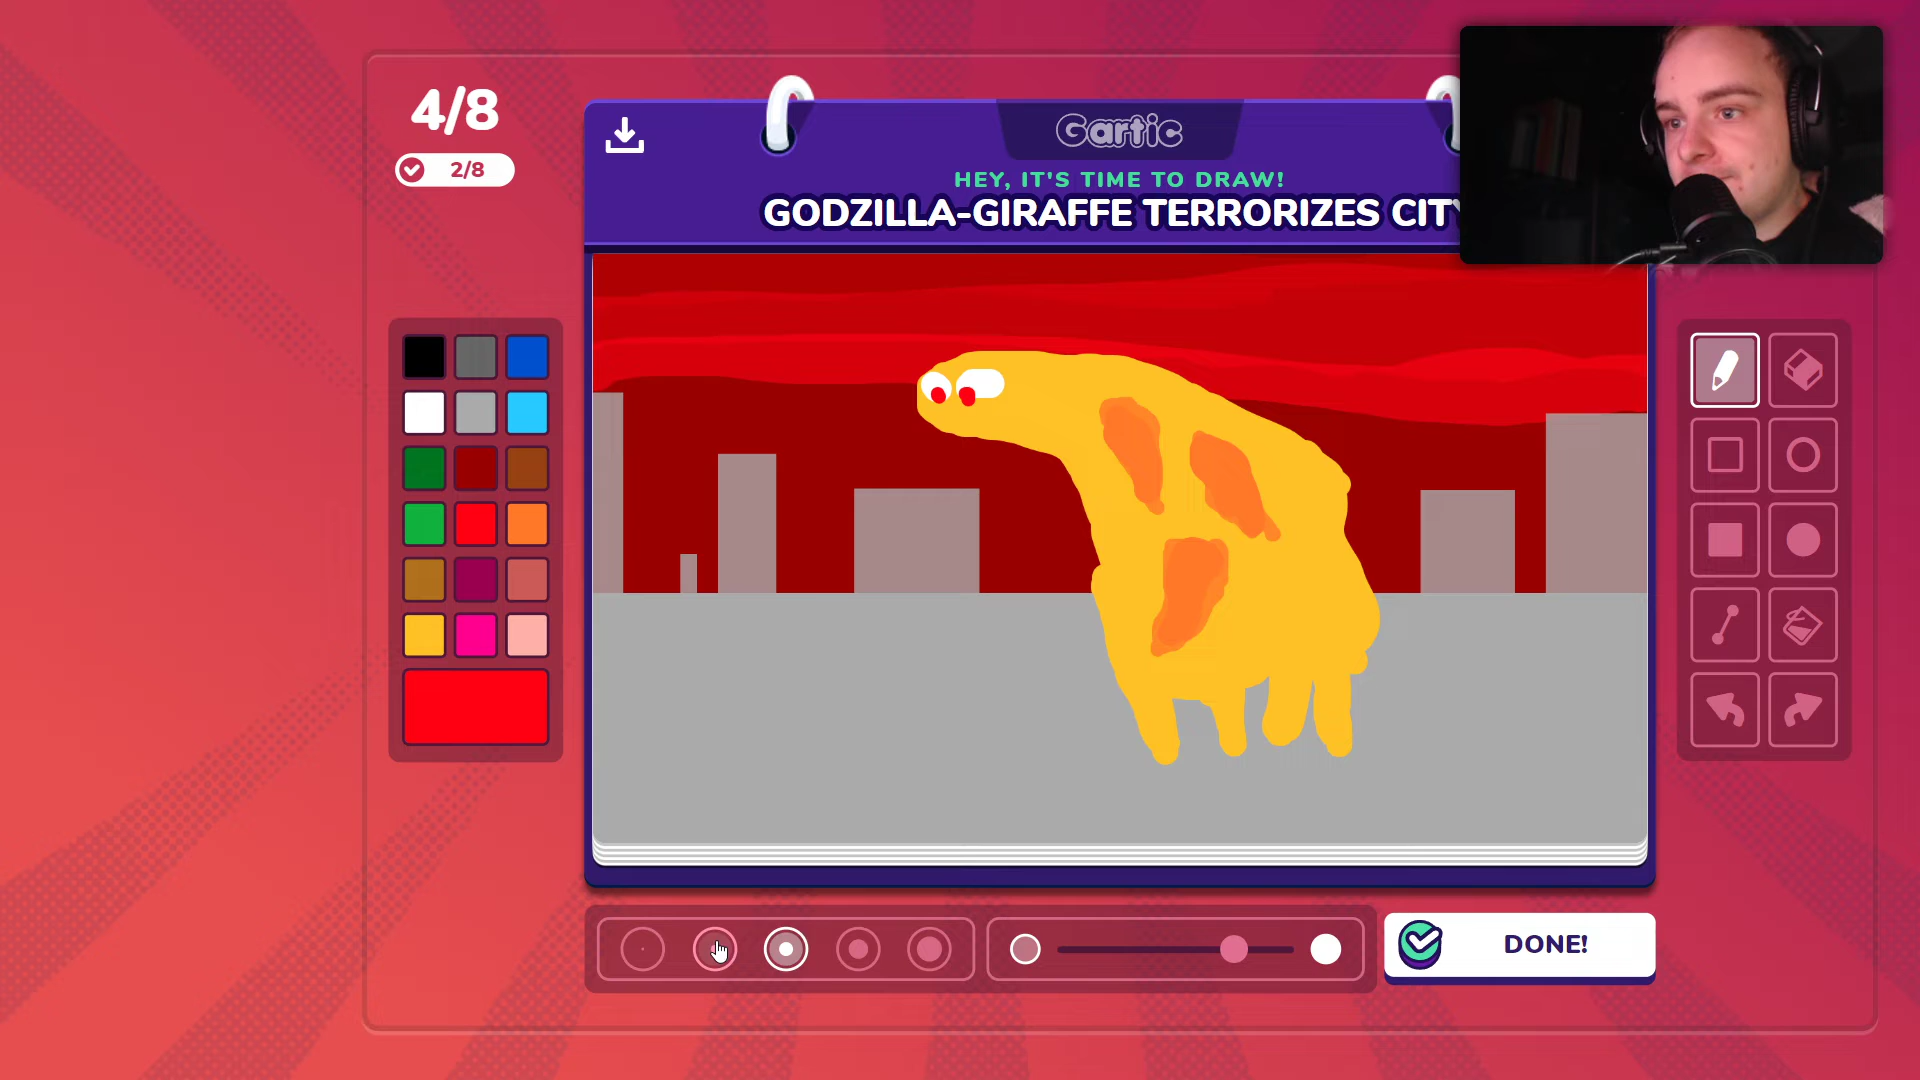 4/8
2/8
Gartic
HEY, IT'S TIME TO DRAW!
GODZILLA-GIRAFFE TERRORIZES CITY
DONE!